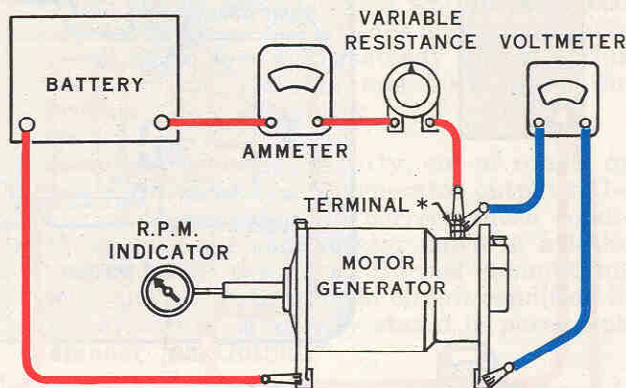 VARIABLE
RESISTANCE
VOLTMETER
BATTERY
AMMETER
TERMINAL *
R.P.M.
INDICATOR
MOTOR
GENERATOR